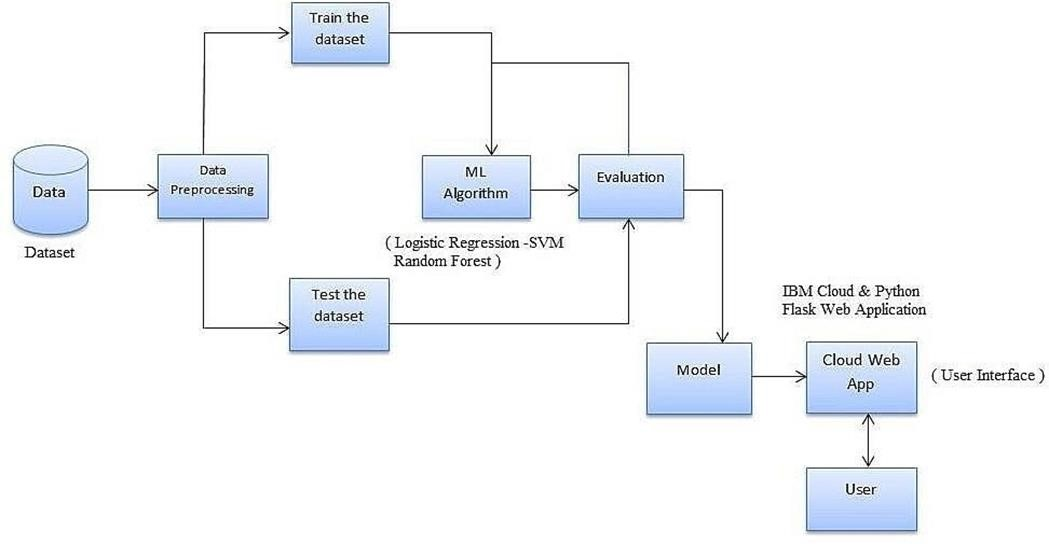 Train the
dataset
Data
Preprocessing
ML
Algorithm
Evaluation
Data
Dataset
( Logistic Regression -SVM
Random Forest )
Test the
dataset
IBM Cloud & Python
Flask Web Application
Model
Cloud Web
App
( User Interface )
User